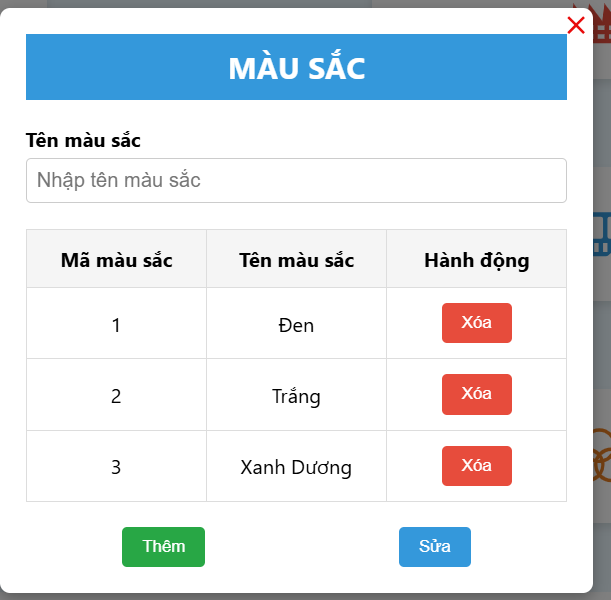 MÀU SẮC
Tên màu sắc
Nhập tên màu sắc
Mã màu sắc Tên màu sắc Hành động
1 Đen Xóa
2 Trắng Xóa
3 Xanh Dương Xóa
Thêm Sửa